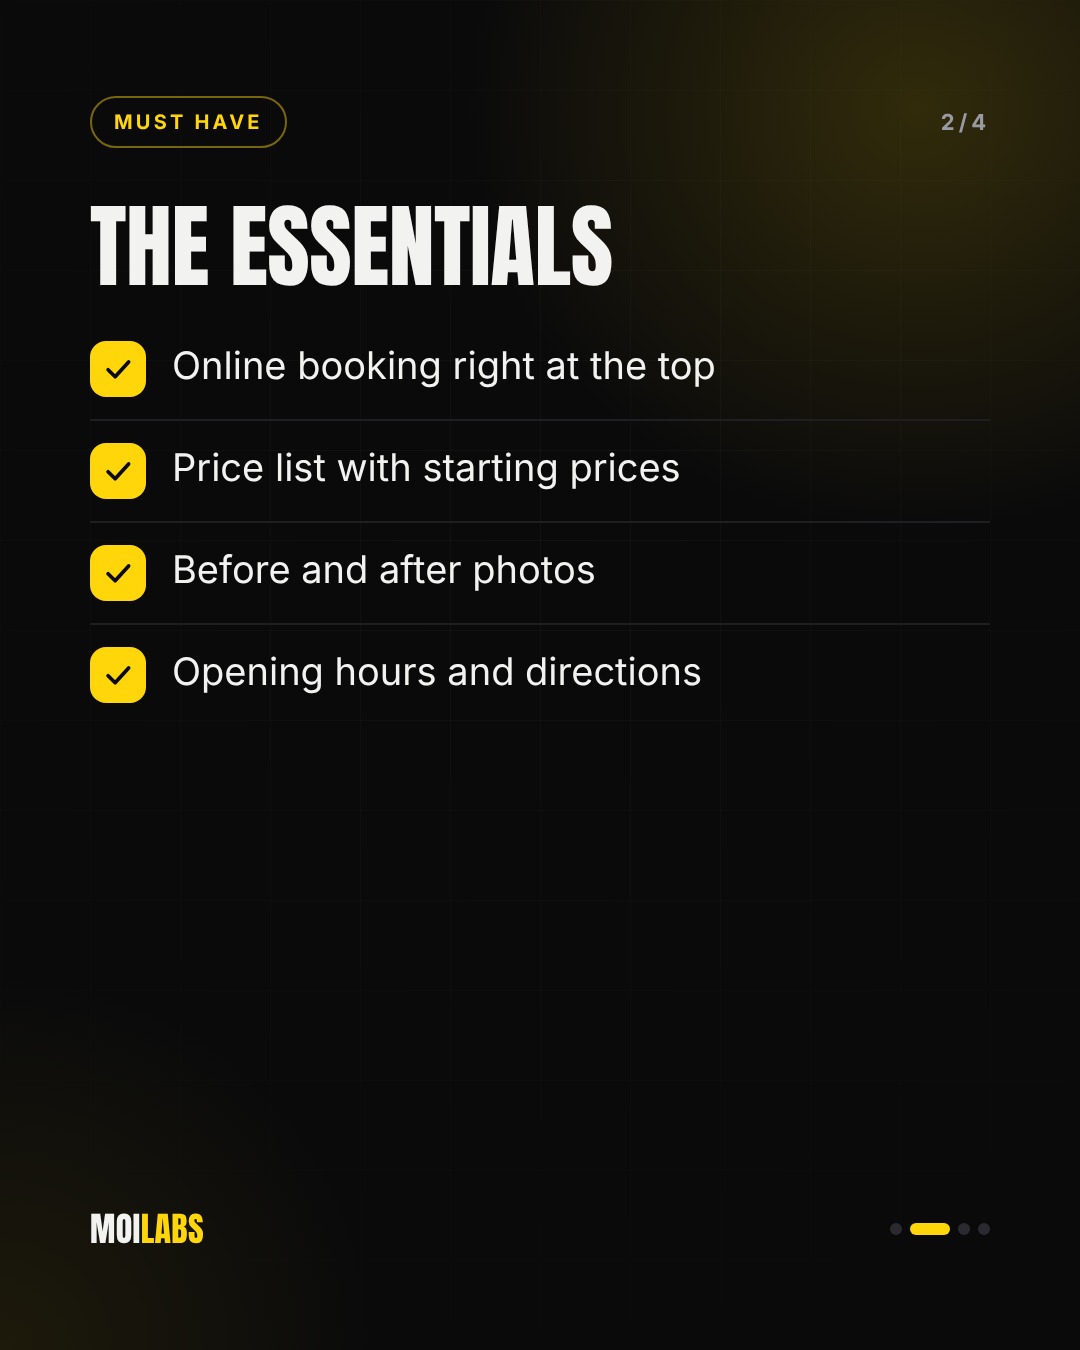 MUST HAVE
2/4
THE ESSENTIALS
Online booking right at the top
Price list with starting prices
Before and after photos
Opening hours and directions
MOILABS